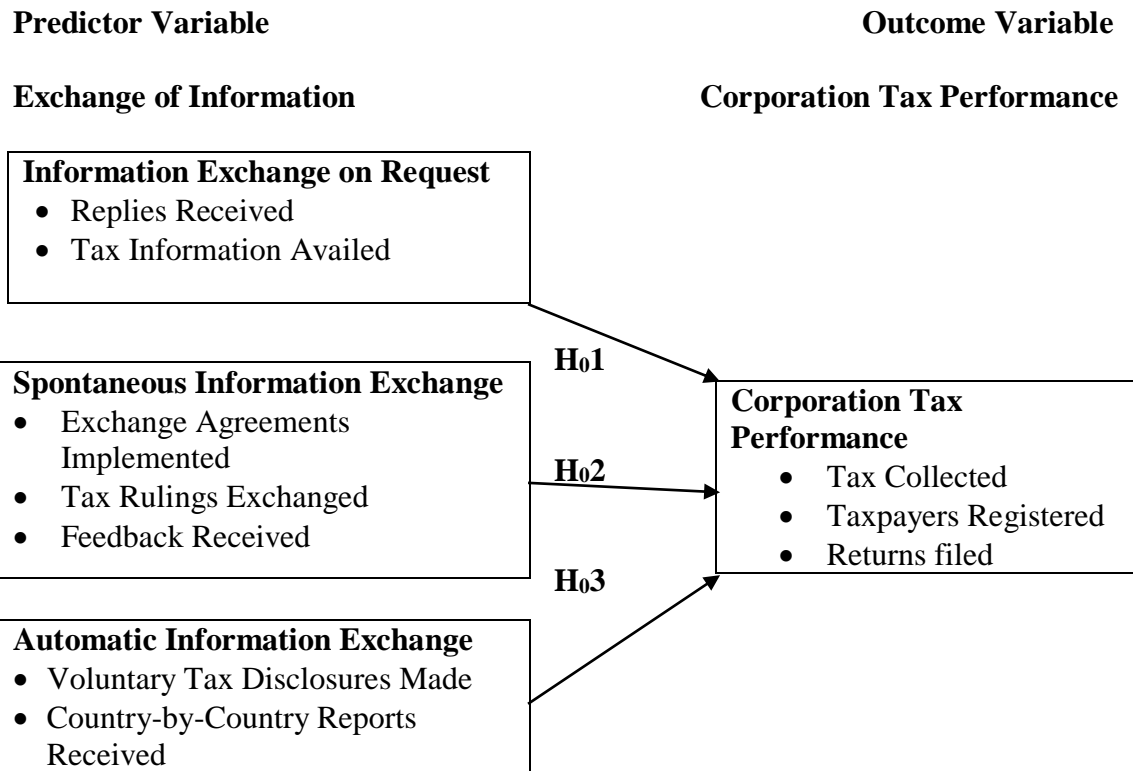 Predictor Variable
Outcome Variable
Exchange of Information
Corporation Tax Performance
Information Exchange on Request
• Replies Received
• Tax Information Availed
H₀1
Spontaneous Information Exchange
• Exchange Agreements
Implemented
• Tax Rulings Exchanged
• Feedback Received
H₀2
Corporation Tax
Performance
• Tax Collected
• Taxpayers Registered
• Returns filed
H₀3
Automatic Information Exchange
• Voluntary Tax Disclosures Made
• Country-by-Country Reports
Received